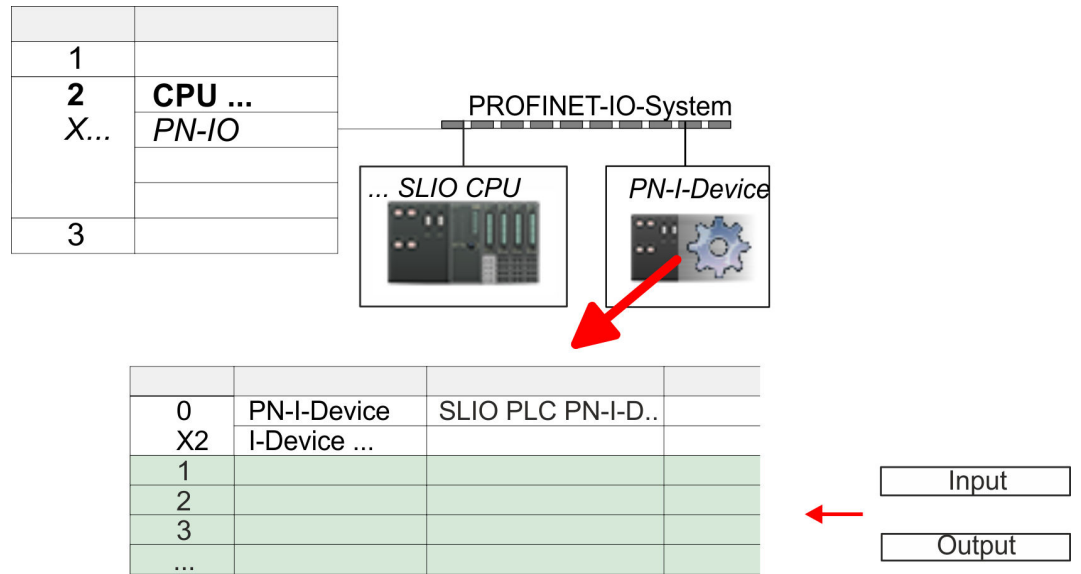 1
2 CPU ...
X... PN-IO
3
PROFINET-IO-System
... SLIO CPU
PN-I-Device
0 PN-I-Device SLIO PLC PN-I-D..
X2 I-Device ...
1
2
3
...
Input
Output